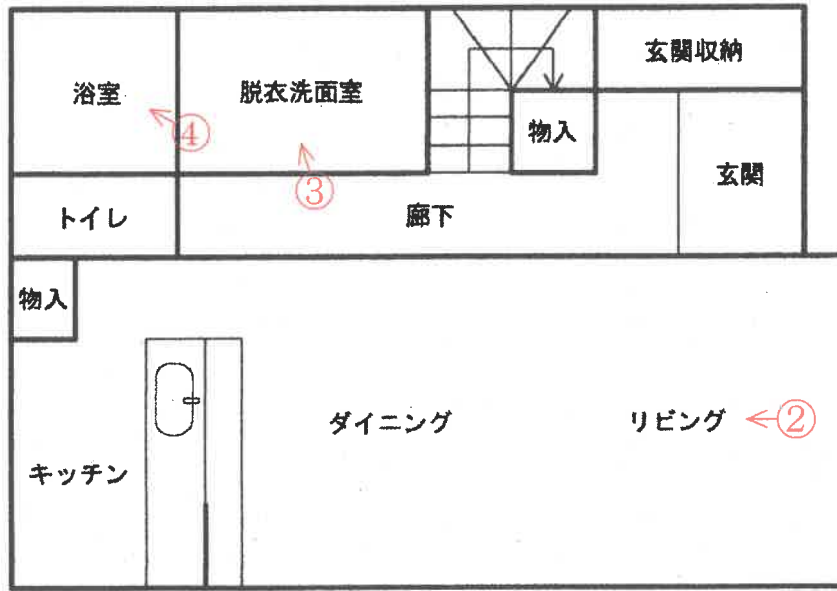 玄関収納
浴室
脱衣洗面室
④
物入
③
玄関
トイレ
廊下
物入
ダイニング
リビング
②
キッチン